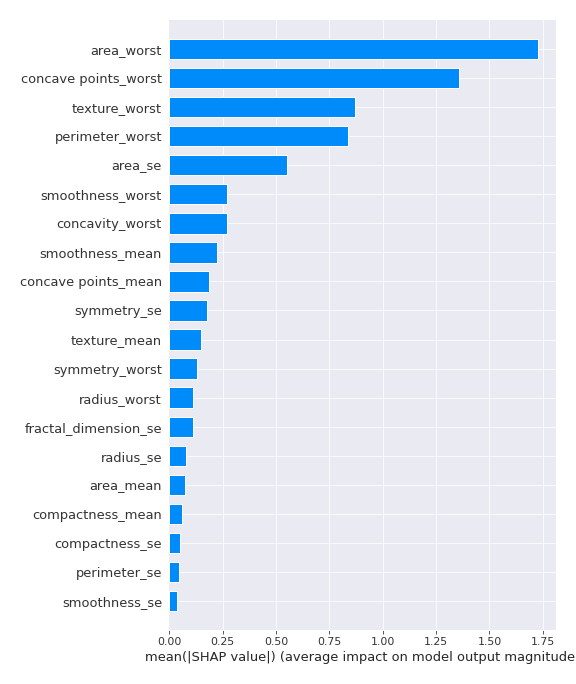 area_worst
concave points_worst
texture_worst
perimeter_worst
area_se
smoothness_worst
concavity_worst
smoothness_mean
concave points_mean
symmetry_se
texture_mean
symmetry_worst
radius_worst
fractal_dimension_se
radius_se
area_mean
compactness_mean
compactness_se
perimeter_se
smoothness_se
0.00 0.25 0.50 0.75 1.00 1.25 1.50 1.75
mean(|SHAP value|) (average impact on model output magnitude